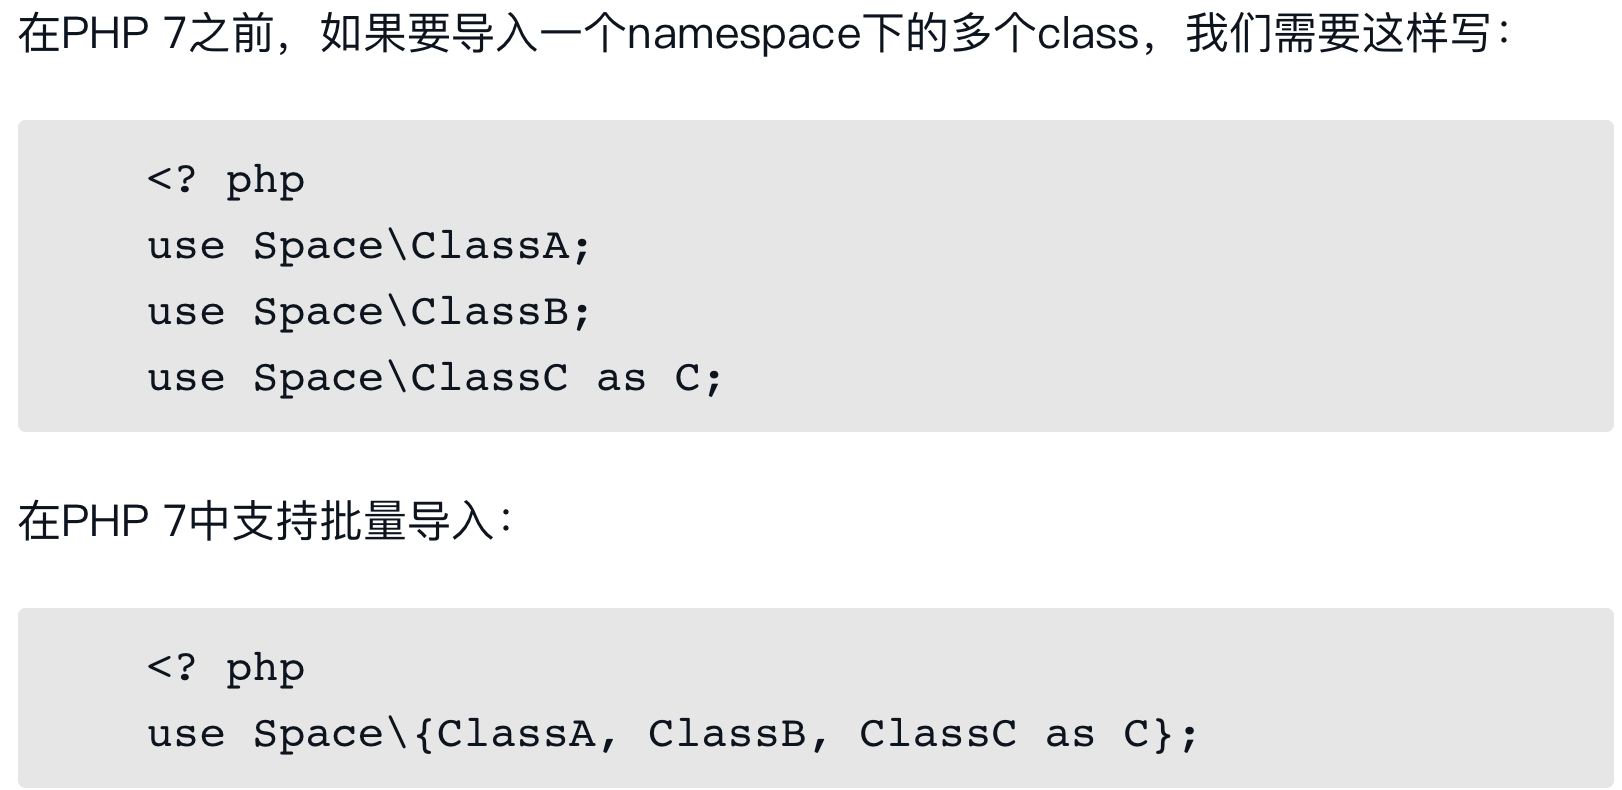 在PHP 7之前，如果要导入一个namespace下的多个class，我们需要这样写：
<? php
use Space\ClassA;
use Space\ClassB;
use Space\ClassC as C;
在PHP 7中支持批量导入：
<? php
use Space\{ClassA, ClassB, ClassC as C};